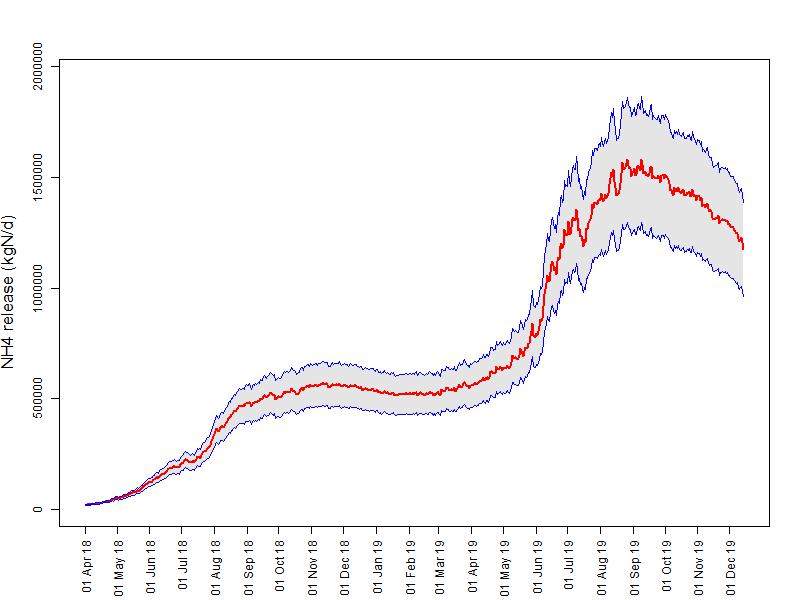 NH4 release (kgN/d)
2000000
1500000
1000000
500000
0
01 Apr 18
01 May 18
01 Jun 18
01 Jul 18
01 Aug 18
01 Sep 18
01 Oct 18
01 Nov 18
01 Dec 18
01 Jan 19
01 Feb 19
01 Mar 19
01 Apr 19
01 May 19
01 Jun 19
01 Jul 19
01 Aug 19
01 Sep 19
01 Oct 19
01 Nov 19
01 Dec 19